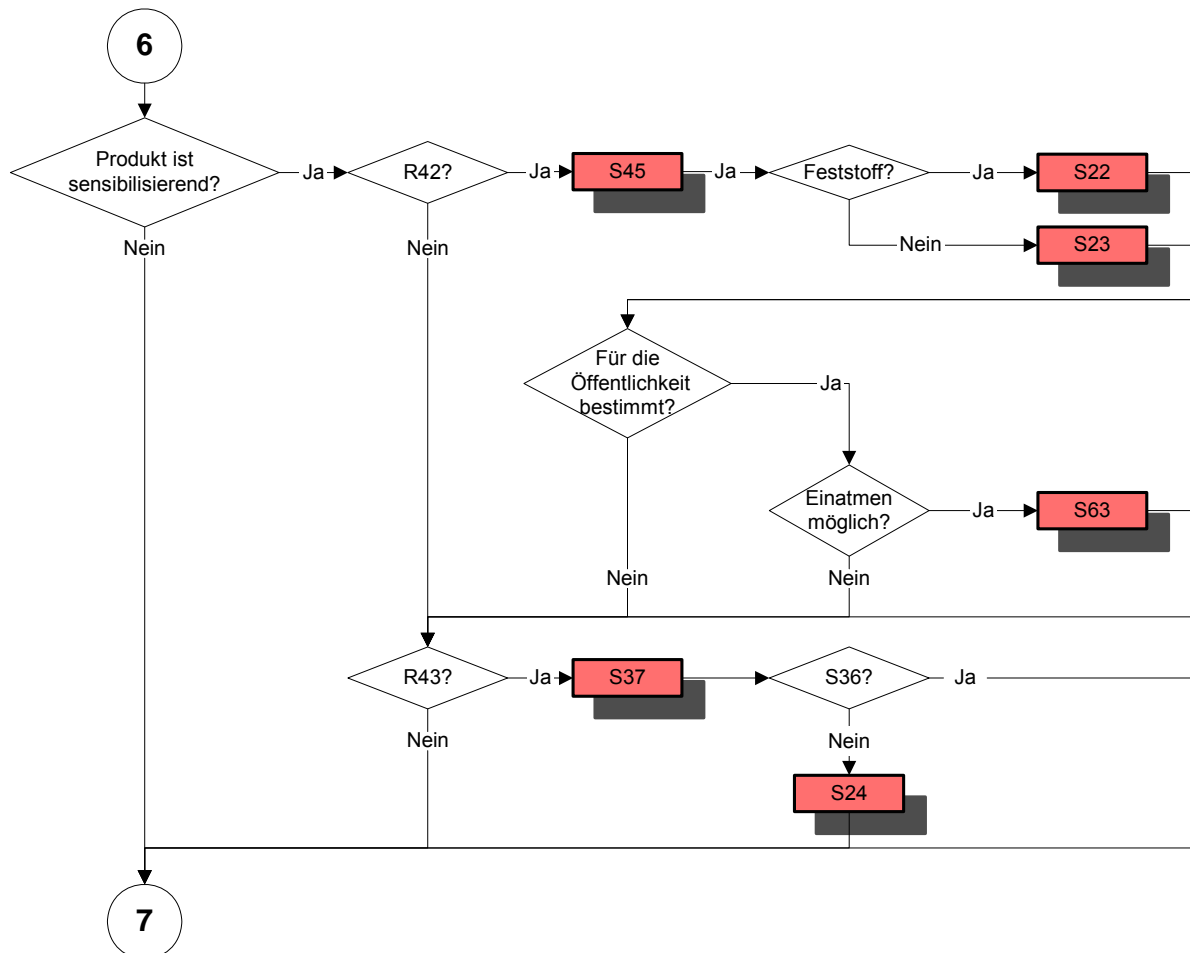 6
Produkt ist
sensibilisierend?
Ja
R42?
Ja
S45
Ja
Feststoff?
Ja
S22
Nein
Nein
Nein
S23
Für die
Öffentlichkeit
bestimmt?
Ja
Einatmen
möglich?
Ja
S63
Nein
Nein
R43?
Ja
S37
S36?
Ja
Nein
Nein
S24
7